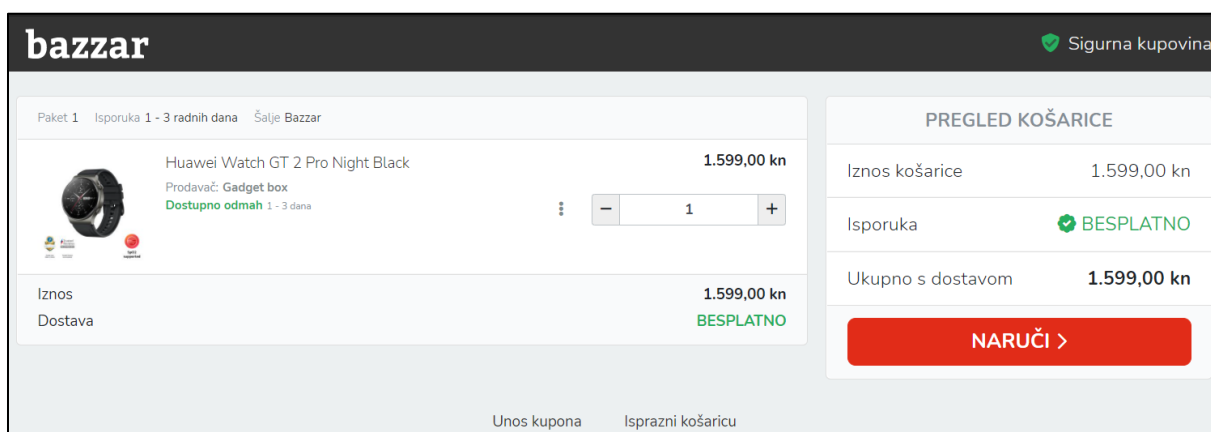 bazzar
Sigurna kupovina
Paket 1 Isporuka 1 - 3 radnih dana Šalje Bazzar
Huawei Watch GT 2 Pro Night Black
1.599,00 kn
Prodavač: Gadget box
Dostupno odmah 1 - 3 dana
− 1 +
Iznos 1.599,00 kn
Dostava BESPLATNO
PREGLED KOŠARICE
Iznos košarice 1.599,00 kn
Isporuka BESPLATNO
Ukupno s dostavom 1.599,00 kn
NARUČI >
Unos kupona Isprazni košaricu